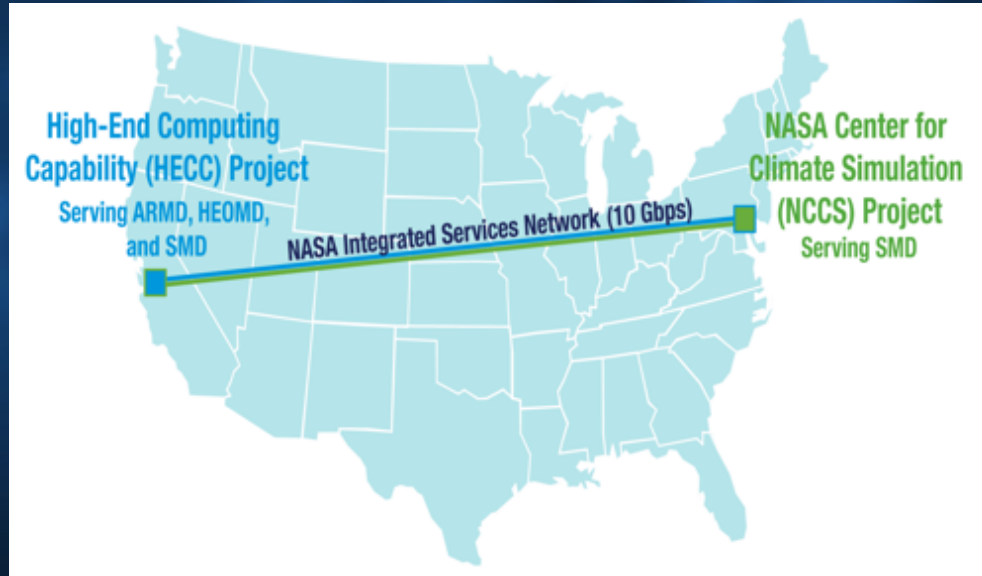 High-End Computing
Capability (HECC) Project
Serving ARMD, HEOMD,
and SMD
NASA Integrated Services Network (10 Gbps)
NASA Center for
Climate Simulation
(NCCS) Project
Serving SMD